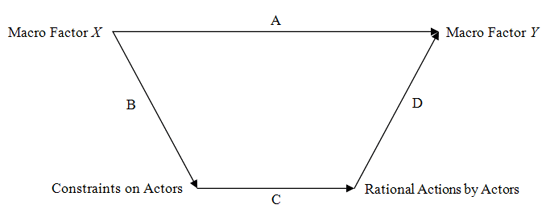 A
Macro Factor X
Macro Factor Y
B
D
Constraints on Actors
Rational Actions by Actors
C